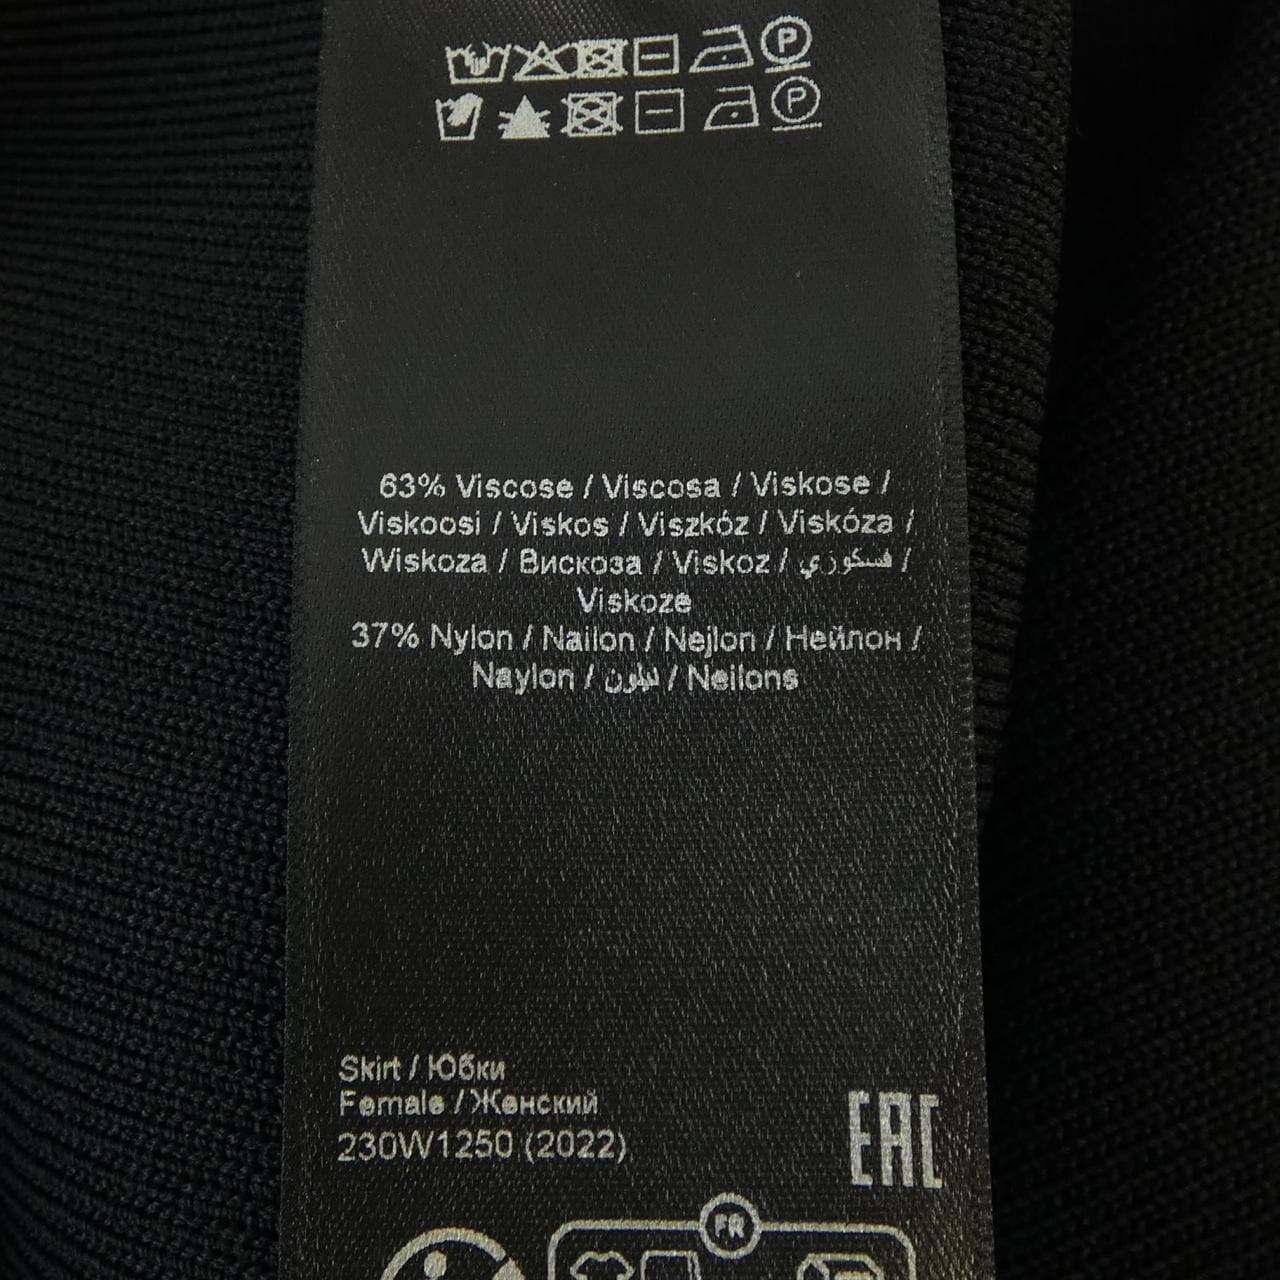 P
P
63% Viscose / Viscosa / Viskose /
Viskoosi / Viskos / Viszkóz / Viskóza /
Wiskoza / Вискоза / Viskoz / فسكوزي /
Viskoze
37% Nylon / Nailon / Nejlon / Нейлон /
Naylon / نيلون / Neilons
Skirt / Юбки
Female / Женский
230W1250 (2022)
EAC
FR